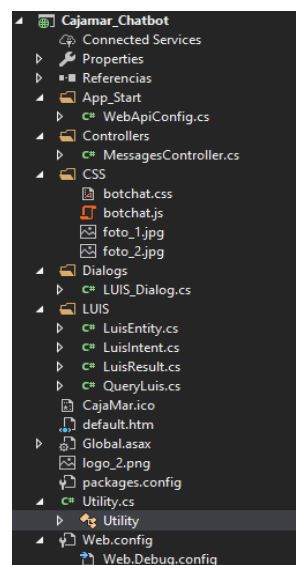 Cajamar_Chatbot
Connected Services
Properties
Referencias
App_Start
C# WebApiConfig.cs
Controllers
C# MessagesController.cs
CSS
botchat.css
botchat.js
foto_1.jpg
foto_2.jpg
Dialogs
C# LUIS_Dialog.cs
LUIS
C# LuisEntity.cs
C# LuisIntent.cs
C# LuisResult.cs
C# QueryLuis.cs
CajaMar.ico
default.htm
Global.asax
logo_2.png
packages.config
C# Utility.cs
Utility
Web.config
Web.Debug.config